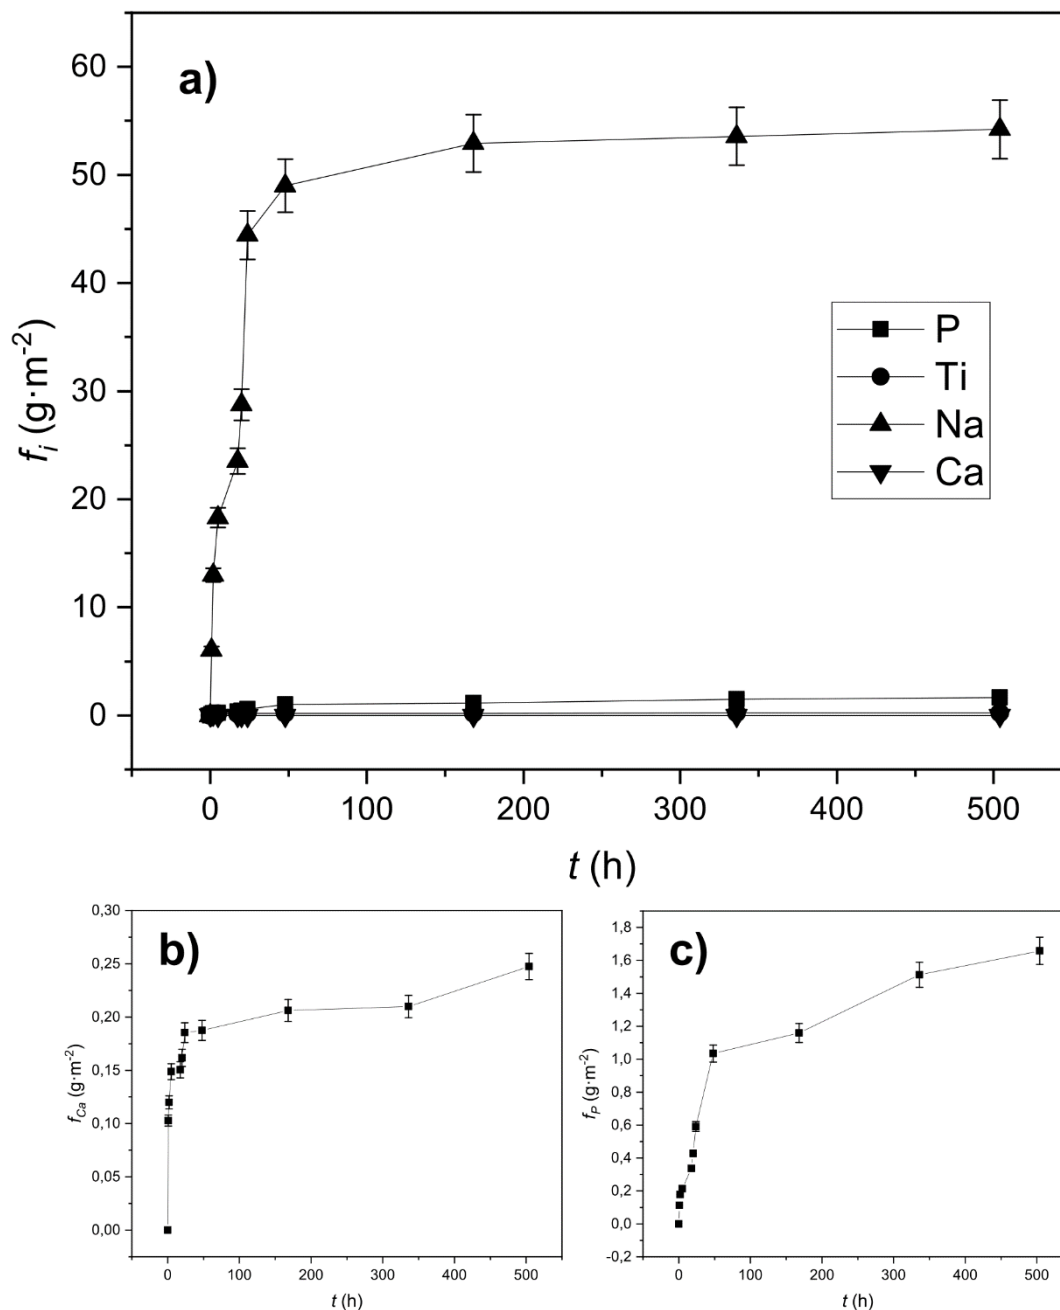 a)
60
50
40
30
20
10
0
f_i (g·m⁻²)
P
Ti
Na
Ca
0 100 200 300 400 500
t (h)
b)
0,30
0,25
0,20
0,15
0,10
0,05
0,00
f_Ca (g·m⁻²)
0 100 200 300 400 500
t (h)
c)
1,8
1,6
1,4
1,2
1,0
0,8
0,6
0,4
0,2
0,0
-0,2
f_P (g·m⁻²)
0 100 200 300 400 500
t (h)